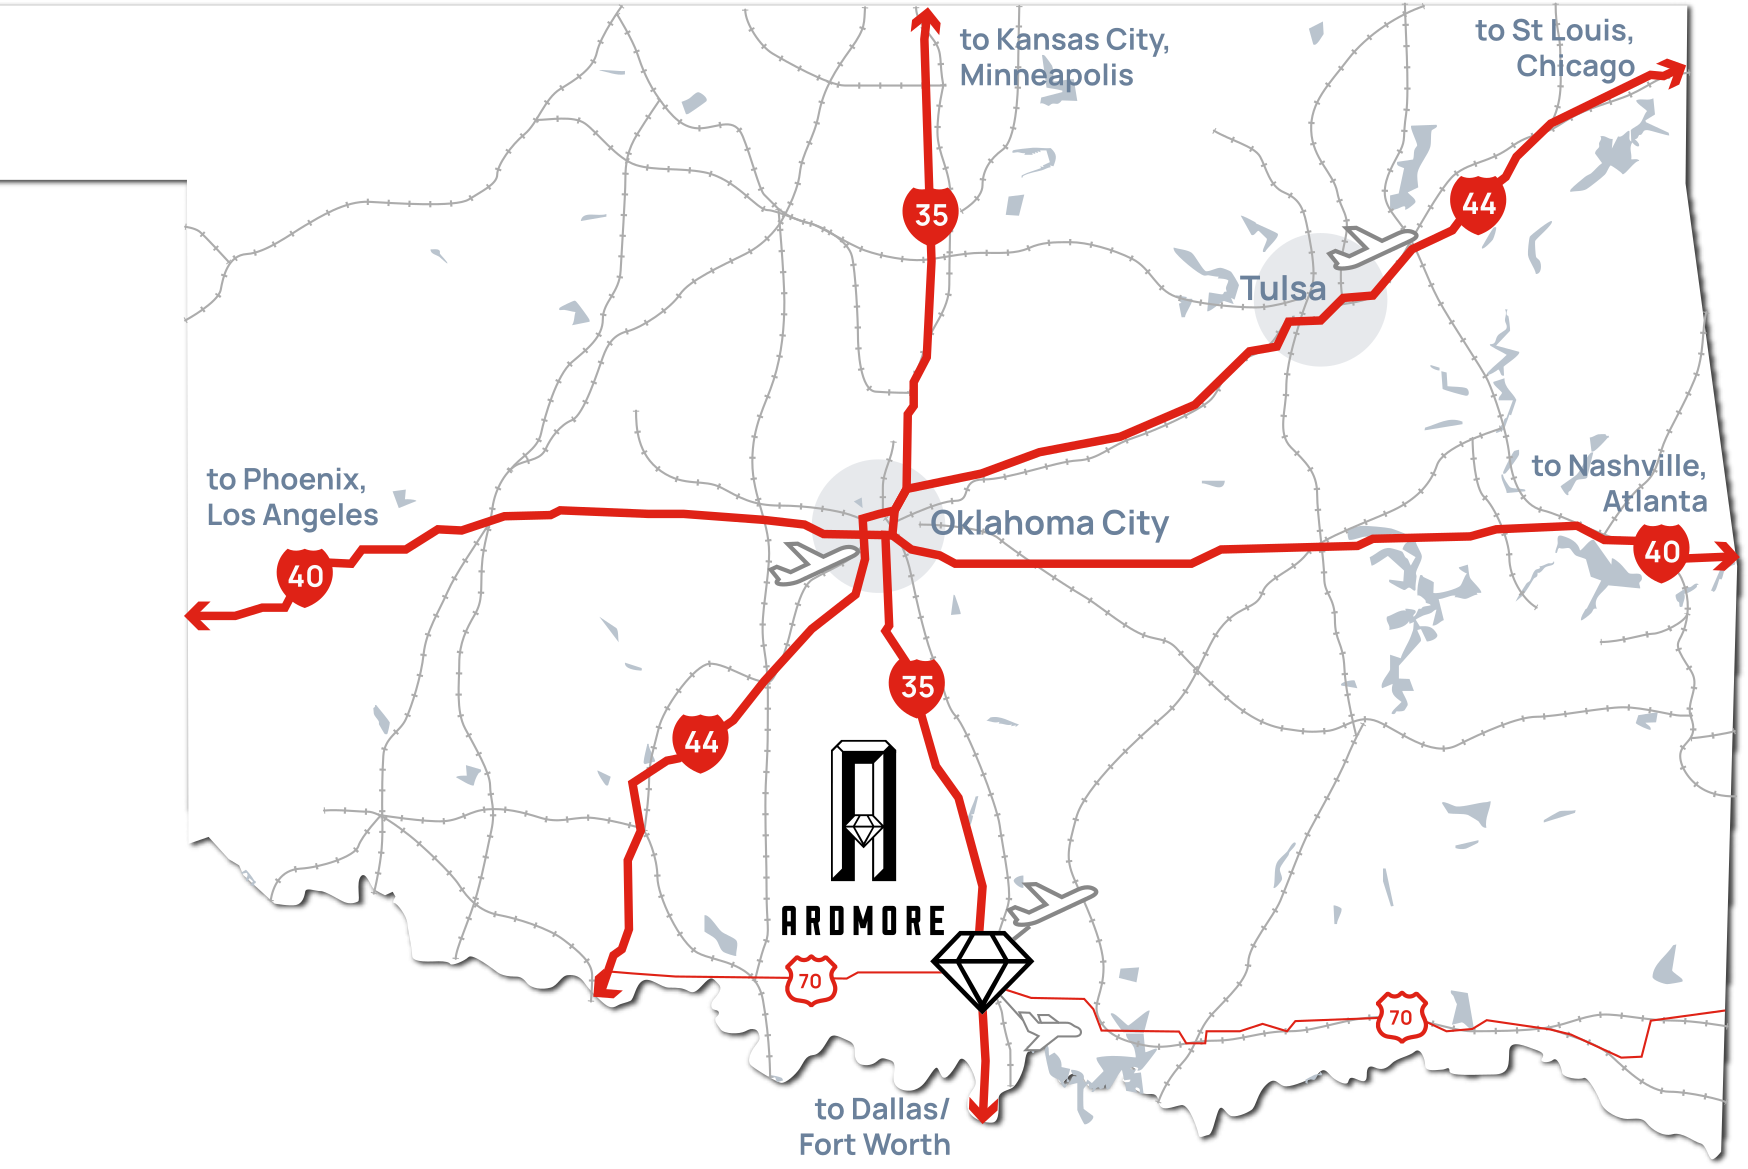 to Kansas City,
Minneapolis
to St Louis,
Chicago
35
44
Tulsa
to Phoenix,
Los Angeles
to Nashville,
Atlanta
Oklahoma City
40
40
35
44
ARDMORE
70
70
to Dallas/
Fort Worth